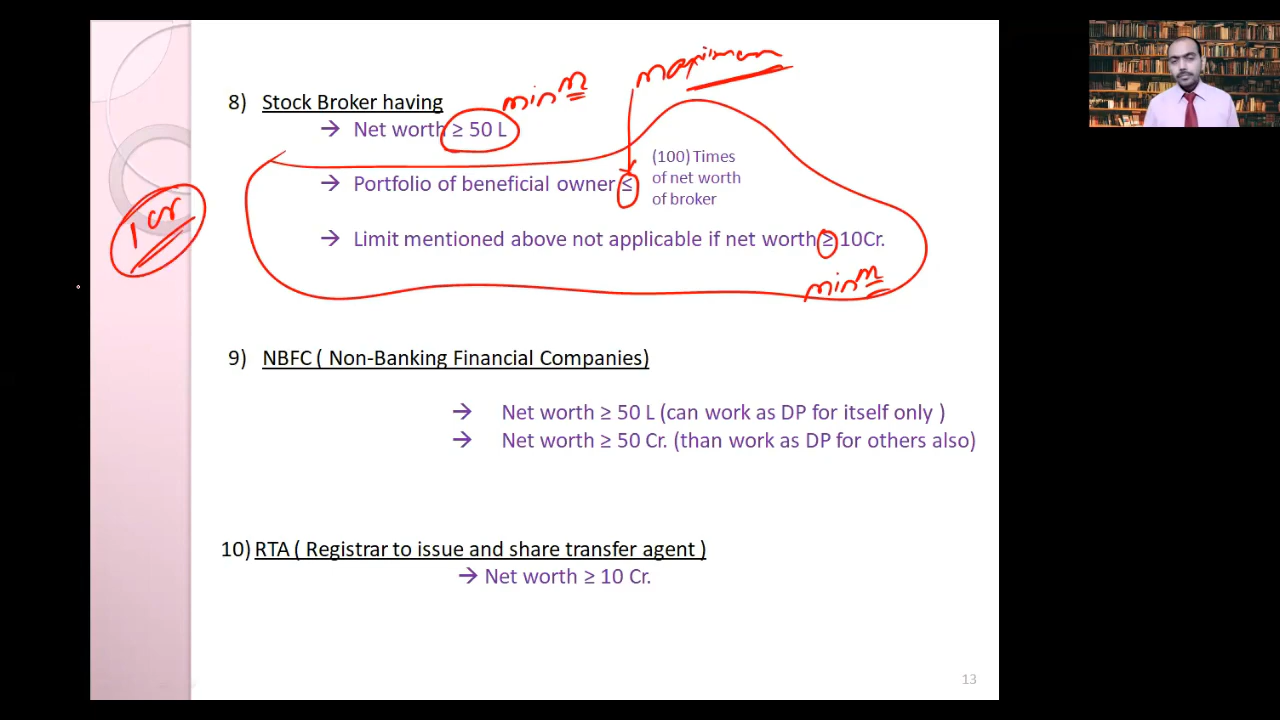 maximum
minm
8) Stock Broker having
→ Net worth ≥ 50 L
(100) Times
→ Portfolio of beneficial owner ≤
of net worth
of broker
1 cr
→ Limit mentioned above not applicable if net worth ≥ 10Cr.
minm
9) NBFC ( Non-Banking Financial Companies)
→ Net worth ≥ 50 L (can work as DP for itself only )
→ Net worth ≥ 50 Cr. (than work as DP for others also)
10) RTA ( Registrar to issue and share transfer agent )
→ Net worth ≥ 10 Cr.
13